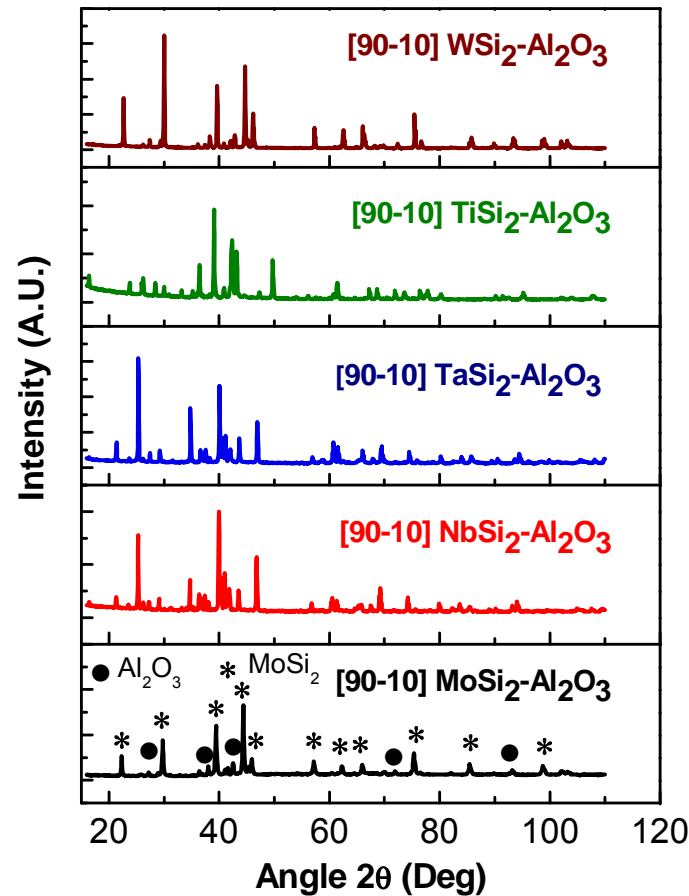 [90-10] WSi₂-Al₂O₃
[90-10] TiSi₂-Al₂O₃
[90-10] TaSi₂-Al₂O₃
[90-10] NbSi₂-Al₂O₃
● Al₂O₃ * MoSi₂
[90-10] MoSi₂-Al₂O₃
Intensity (A.U.)
20 40 60 80 100 120
Angle 2θ (Deg)